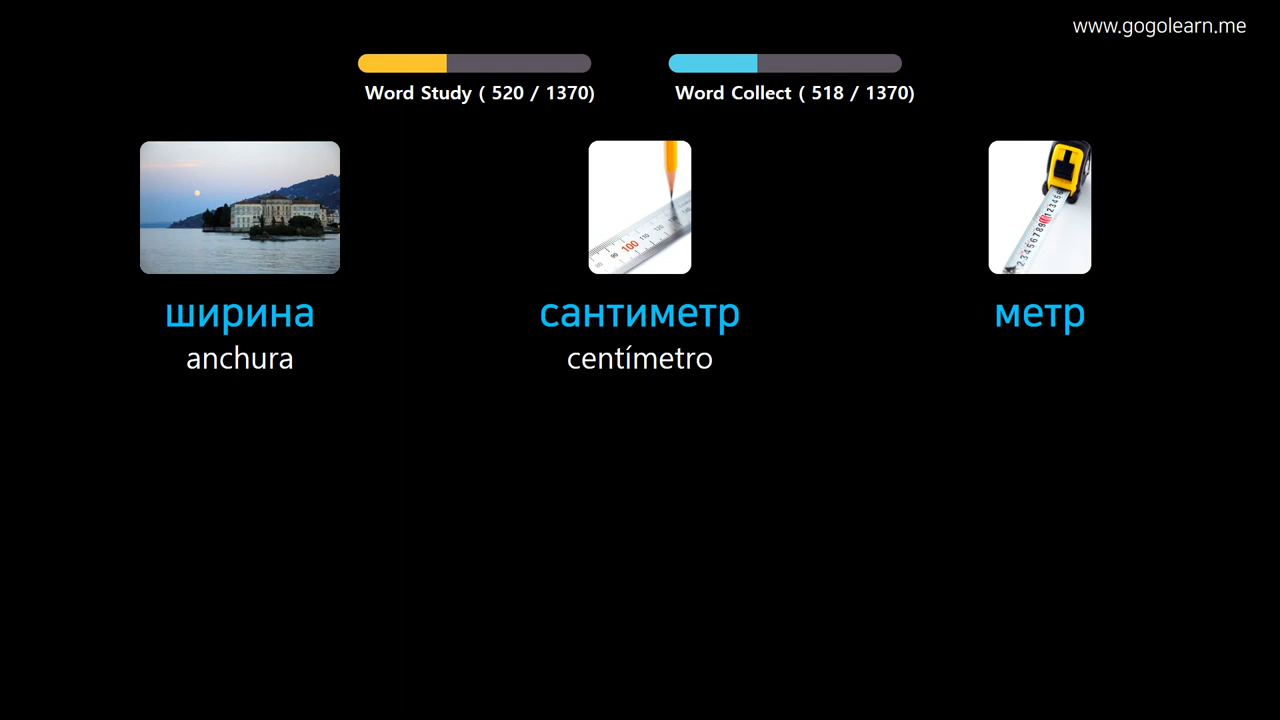 www.gogolearn.me
Word Study ( 520 / 1370)
Word Collect ( 518 / 1370)
ширина
сантиметр
метр
anchura
centímetro